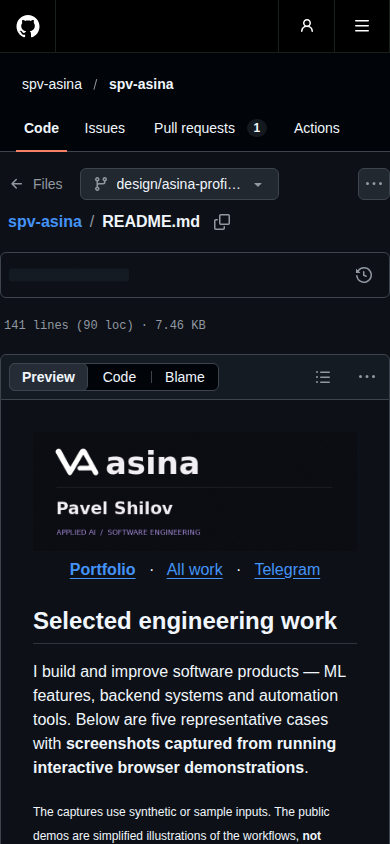 spv-asina / spv-asina
Code Issues Pull requests 1 Actions
Files design/asina-profi…
spv-asina / README.md
141 lines (90 loc) · 7.46 KB
Preview Code Blame
asina
Pavel Shilov
APPLIED AI / SOFTWARE ENGINEERING
Portfolio · All work · Telegram
Selected engineering work
I build and improve software products — ML
features, backend systems and automation
tools. Below are five representative cases
with screenshots captured from running
interactive browser demonstrations.
The captures use synthetic or sample inputs. The public
demos are simplified illustrations of the workflows, not